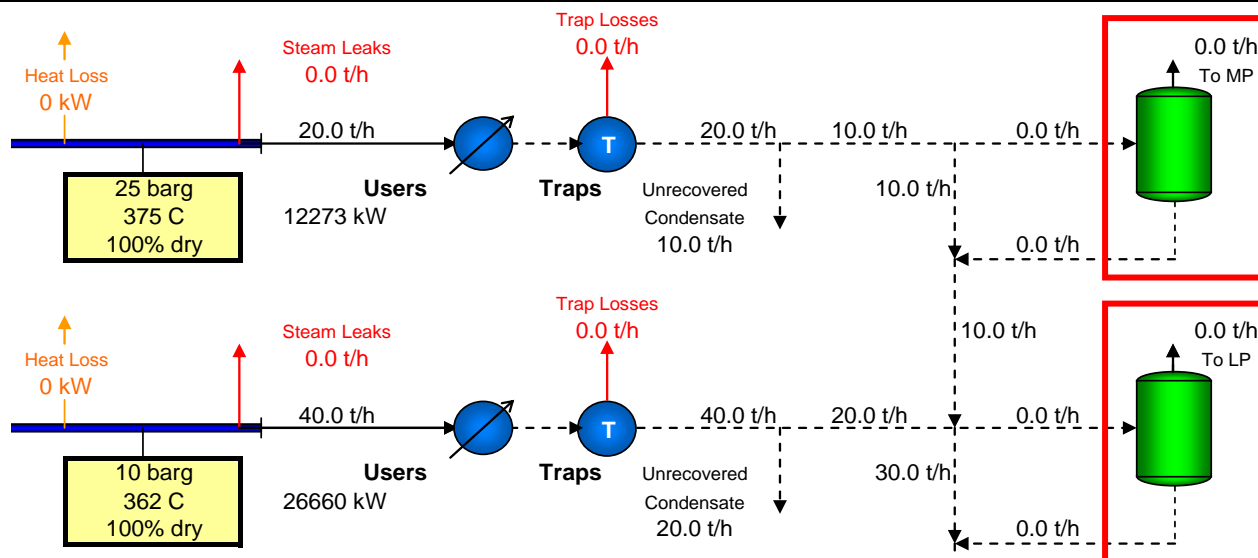 Trap Losses
0.0 t/h
0.0 t/h
To MP
Steam Leaks
0.0 t/h
Heat Loss
0 kW
20.0 t/h
20.0 t/h
10.0 t/h
0.0 t/h
T
25 barg
375 C
100% dry
Users
12273 kW
Traps
Unrecovered
Condensate
10.0 t/h
10.0 t/h
0.0 t/h
Trap Losses
0.0 t/h
10.0 t/h
0.0 t/h
To LP
Steam Leaks
0.0 t/h
Heat Loss
0 kW
40.0 t/h
40.0 t/h
20.0 t/h
0.0 t/h
T
10 barg
362 C
100% dry
Users
26660 kW
Traps
Unrecovered
Condensate
20.0 t/h
30.0 t/h
0.0 t/h